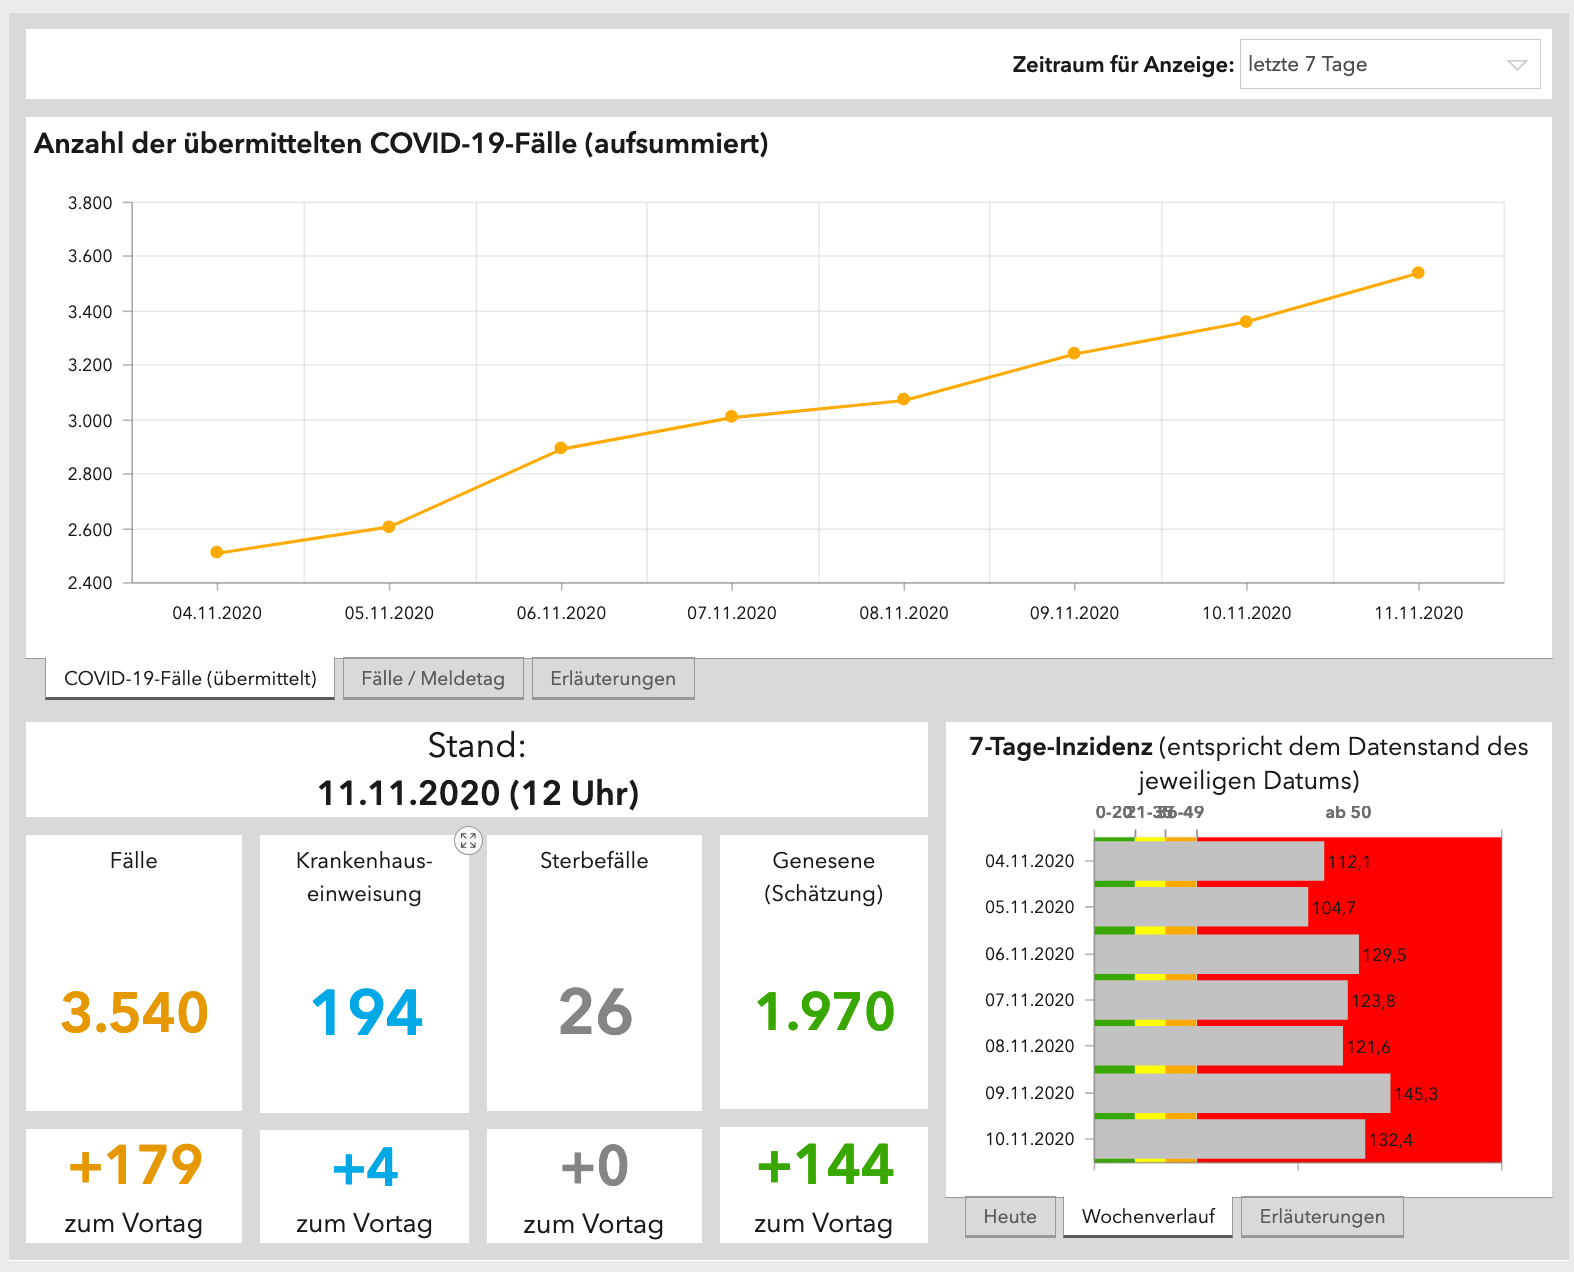 Zeitraum für Anzeige: letzte 7 Tage
Anzahl der übermittelten COVID-19-Fälle (aufsummiert)
3.800
3.600
3.400
3.200
3.000
2.800
2.600
2.400
04.11.2020 05.11.2020 06.11.2020 07.11.2020 08.11.2020 09.11.2020 10.11.2020 11.11.2020
COVID-19-Fälle (übermittelt) Fälle / Meldetag Erläuterungen
Stand:
11.11.2020 (12 Uhr)
Fälle
3.540
+179
zum Vortag
Krankenhaus-
einweisung
194
+4
zum Vortag
Sterbefälle
26
+0
zum Vortag
Genesene
(Schätzung)
1.970
+144
zum Vortag
7-Tage-Inzidenz (entspricht dem Datenstand des
jeweiligen Datums)
0-20 21-35 36-49 ab 50
04.11.2020 112,1
05.11.2020 104,7
06.11.2020 129,5
07.11.2020 123,8
08.11.2020 121,6
09.11.2020 145,3
10.11.2020 132,4
Heute Wochenverlauf Erläuterungen